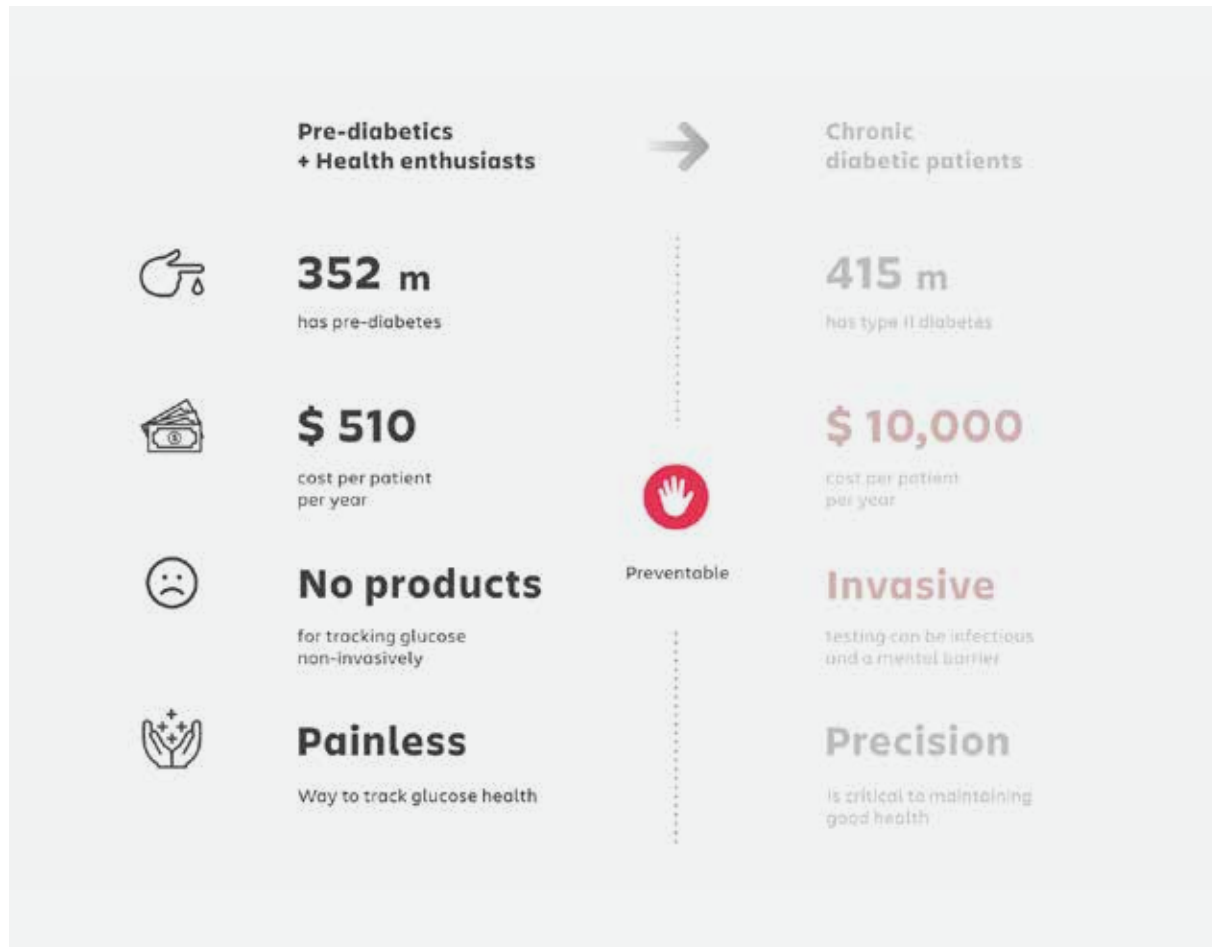 Pre-diabetics
+ Health enthusiasts
Chronic
diabetic patients
352 m
has pre-diabetes
415 m
has type II diabetes
$ 510
cost per patient
per year
$ 10,000
cost per patient
per year
Preventable
No products
for tracking glucose
non-invasively
Invasive
testing can be infectious
and a mental barrier
Painless
Way to track glucose health
Precision
is critical to maintaining
good health